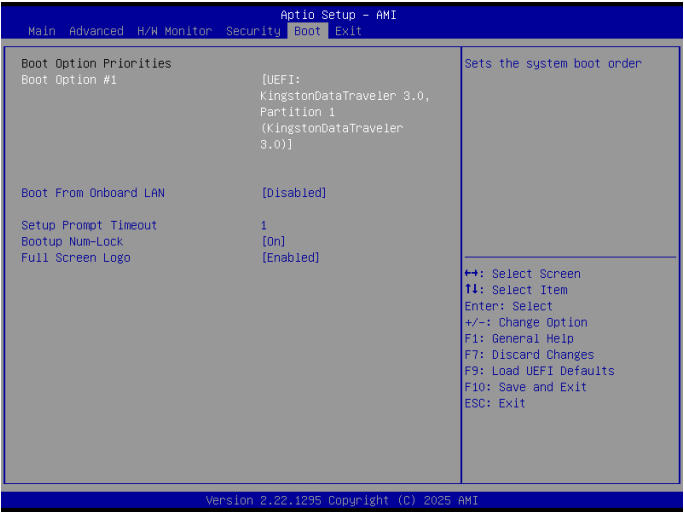 Aptio Setup - AMI
Main Advanced H/W Monitor Security Boot Exit
Boot Option Priorities
Boot Option #1 [UEFI:
KingstonDataTraveler 3.0,
Partition 1
(KingstonDataTraveler
3.0)]
Boot From Onboard LAN [Disabled]
Setup Prompt Timeout 1
Bootup Num-Lock [On]
Full Screen Logo [Enabled]
Sets the system boot order
↔: Select Screen
↑↓: Select Item
Enter: Select
+/-: Change Option
F1: General Help
F7: Discard Changes
F9: Load UEFI Defaults
F10: Save and Exit
ESC: Exit
Version 2.22.1295 Copyright (C) 2025 AMI